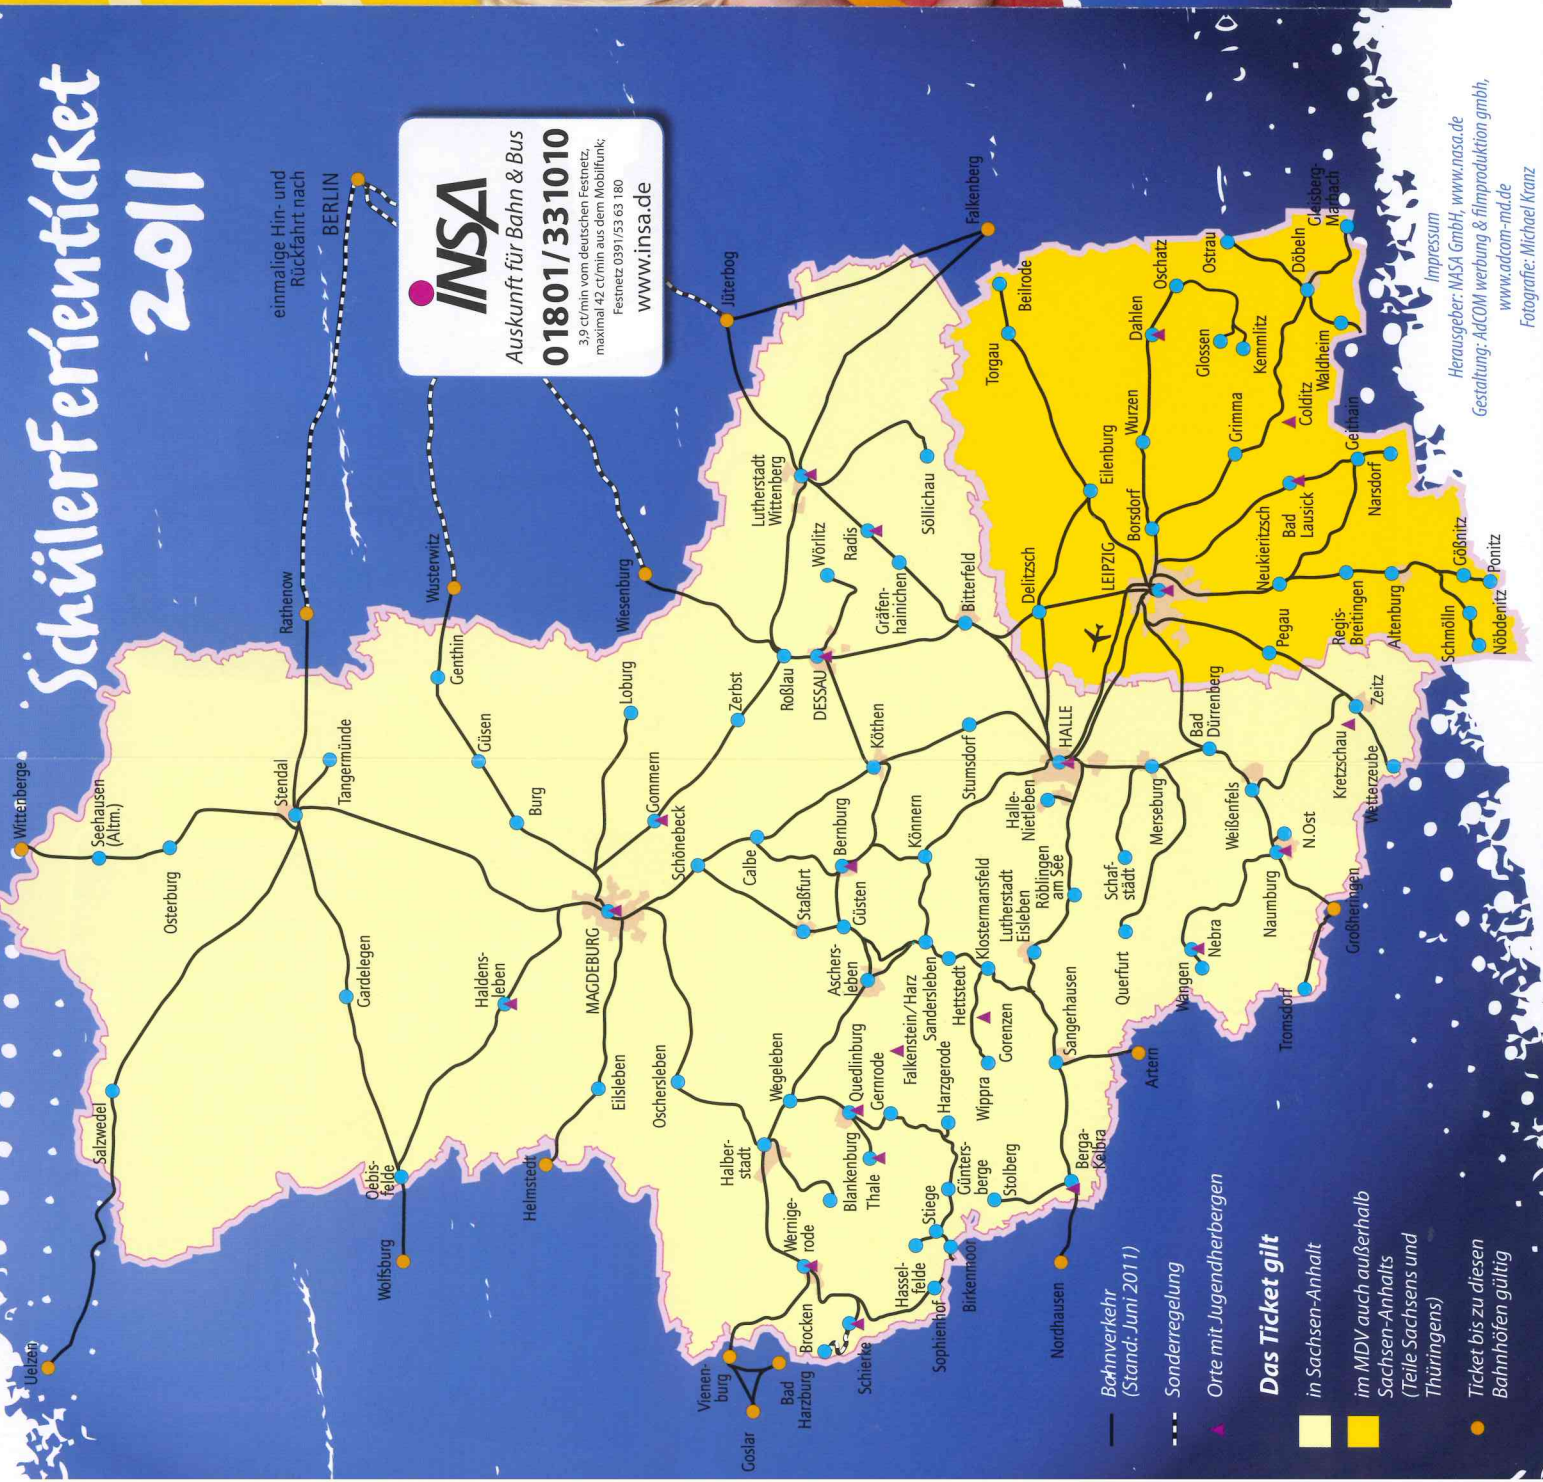 SchülerFerienticket
2011
einmalige Hin- und
Rückfahrt nach
BERLIN
INSA
Auskunft für Bahn & Bus
01801/331010
3,9 ct/min vom deutschen Festnetz,
maximal 42 ct/min aus dem Mobilfunk;
Festnetz 0391/53 63 180
www.insa.de
Uelzen
Salzwedel
Wittenberge
Seehausen
(Altm.)
Osterburg
Stendal
Tangermünde
Rathenow
Gardelegen
Oebis-
felde
Wolfsburg
Haldens-
leben
Wusterwitz
Genthin
Güsen
Burg
Helmstedt
Eilsleben
MAGDEBURG
Loburg
Wiesenburg
Gommern
Zerbst
Schönebeck
Oschersleben
Jüterbog
Falkenberg
Lutherstadt
Wittenberg
Wörlitz
Radis
Gräfen-
hainichen
Söllichau
Bitterfeld
Roßlau
DESSAU
Köthen
Calbe
Bernburg
Staßfurt
Güsten
Aschers-
leben
Könnern
Stumsdorf
Halber-
stadt
Wegeleben
Quedlinburg
Gernrode
Blankenburg
Thale
Vienen-
burg
Goslar
Bad
Harzburg
Wernige-
rode
Brocken
Schierke
Hassel-
felde
Stiege
Sophienhof
Birkenmoor
Günters-
berge
Harzgerode
Falkenstein/Harz
Sandersleben
Hettstedt
Klostermansfeld
Gorenzen
Wippra
Stolberg
Berga-
Kelbra
Nordhausen
Sangerhausen
Artern
Lutherstadt
Eisleben
Röblingen
am See
Halle-
Nietleben
HALLE
Schaf-
städt
Merseburg
Querfurt
Bad
Dürrenberg
Weißenfels
N.Ost
Naumburg
Nebra
Wangen
Großheringen
Tromsdorf
Kretzschau
Zeitz
Wetterzeube
Beilrode
Torgau
Eilenburg
Delitzsch
LEIPZIG
Borsdorf
Wurzen
Dahlen
Oschatz
Ostrau
Glossen
Kemmlitz
Döbeln
Gleisberg-
Marbach
Waldheim
Grimma
Colditz
Geithain
Bad
Lausick
Narsdorf
Neukieritzsch
Pegau
Regis-
Breitingen
Altenburg
Gößnitz
Ponitz
Schmölln
Nöbdenitz
Bahnverkehr
(Stand: Juni 2011)
Sonderregelung
Orte mit Jugendherbergen
Das Ticket gilt
in Sachsen-Anhalt
im MDV auch außerhalb
Sachsen-Anhalts
(Teile Sachsens und
Thüringens)
Ticket bis zu diesen
Bahnhöfen gültig
Impressum
Herausgeber: NASA GmbH, www.nasa.de
Gestaltung: AdCOM werbung & filmproduktion gmbh,
www.adcom-md.de
Fotografie: Michael Kranz